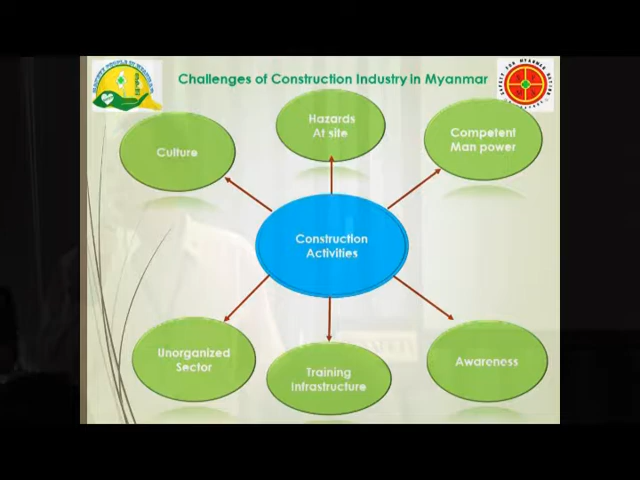 Challenges of Construction Industry in Myanmar
Hazards
At site
Culture
Competent
Man power
Construction
Activities
Unorganized
Sector
Training
Infrastructure
Awareness